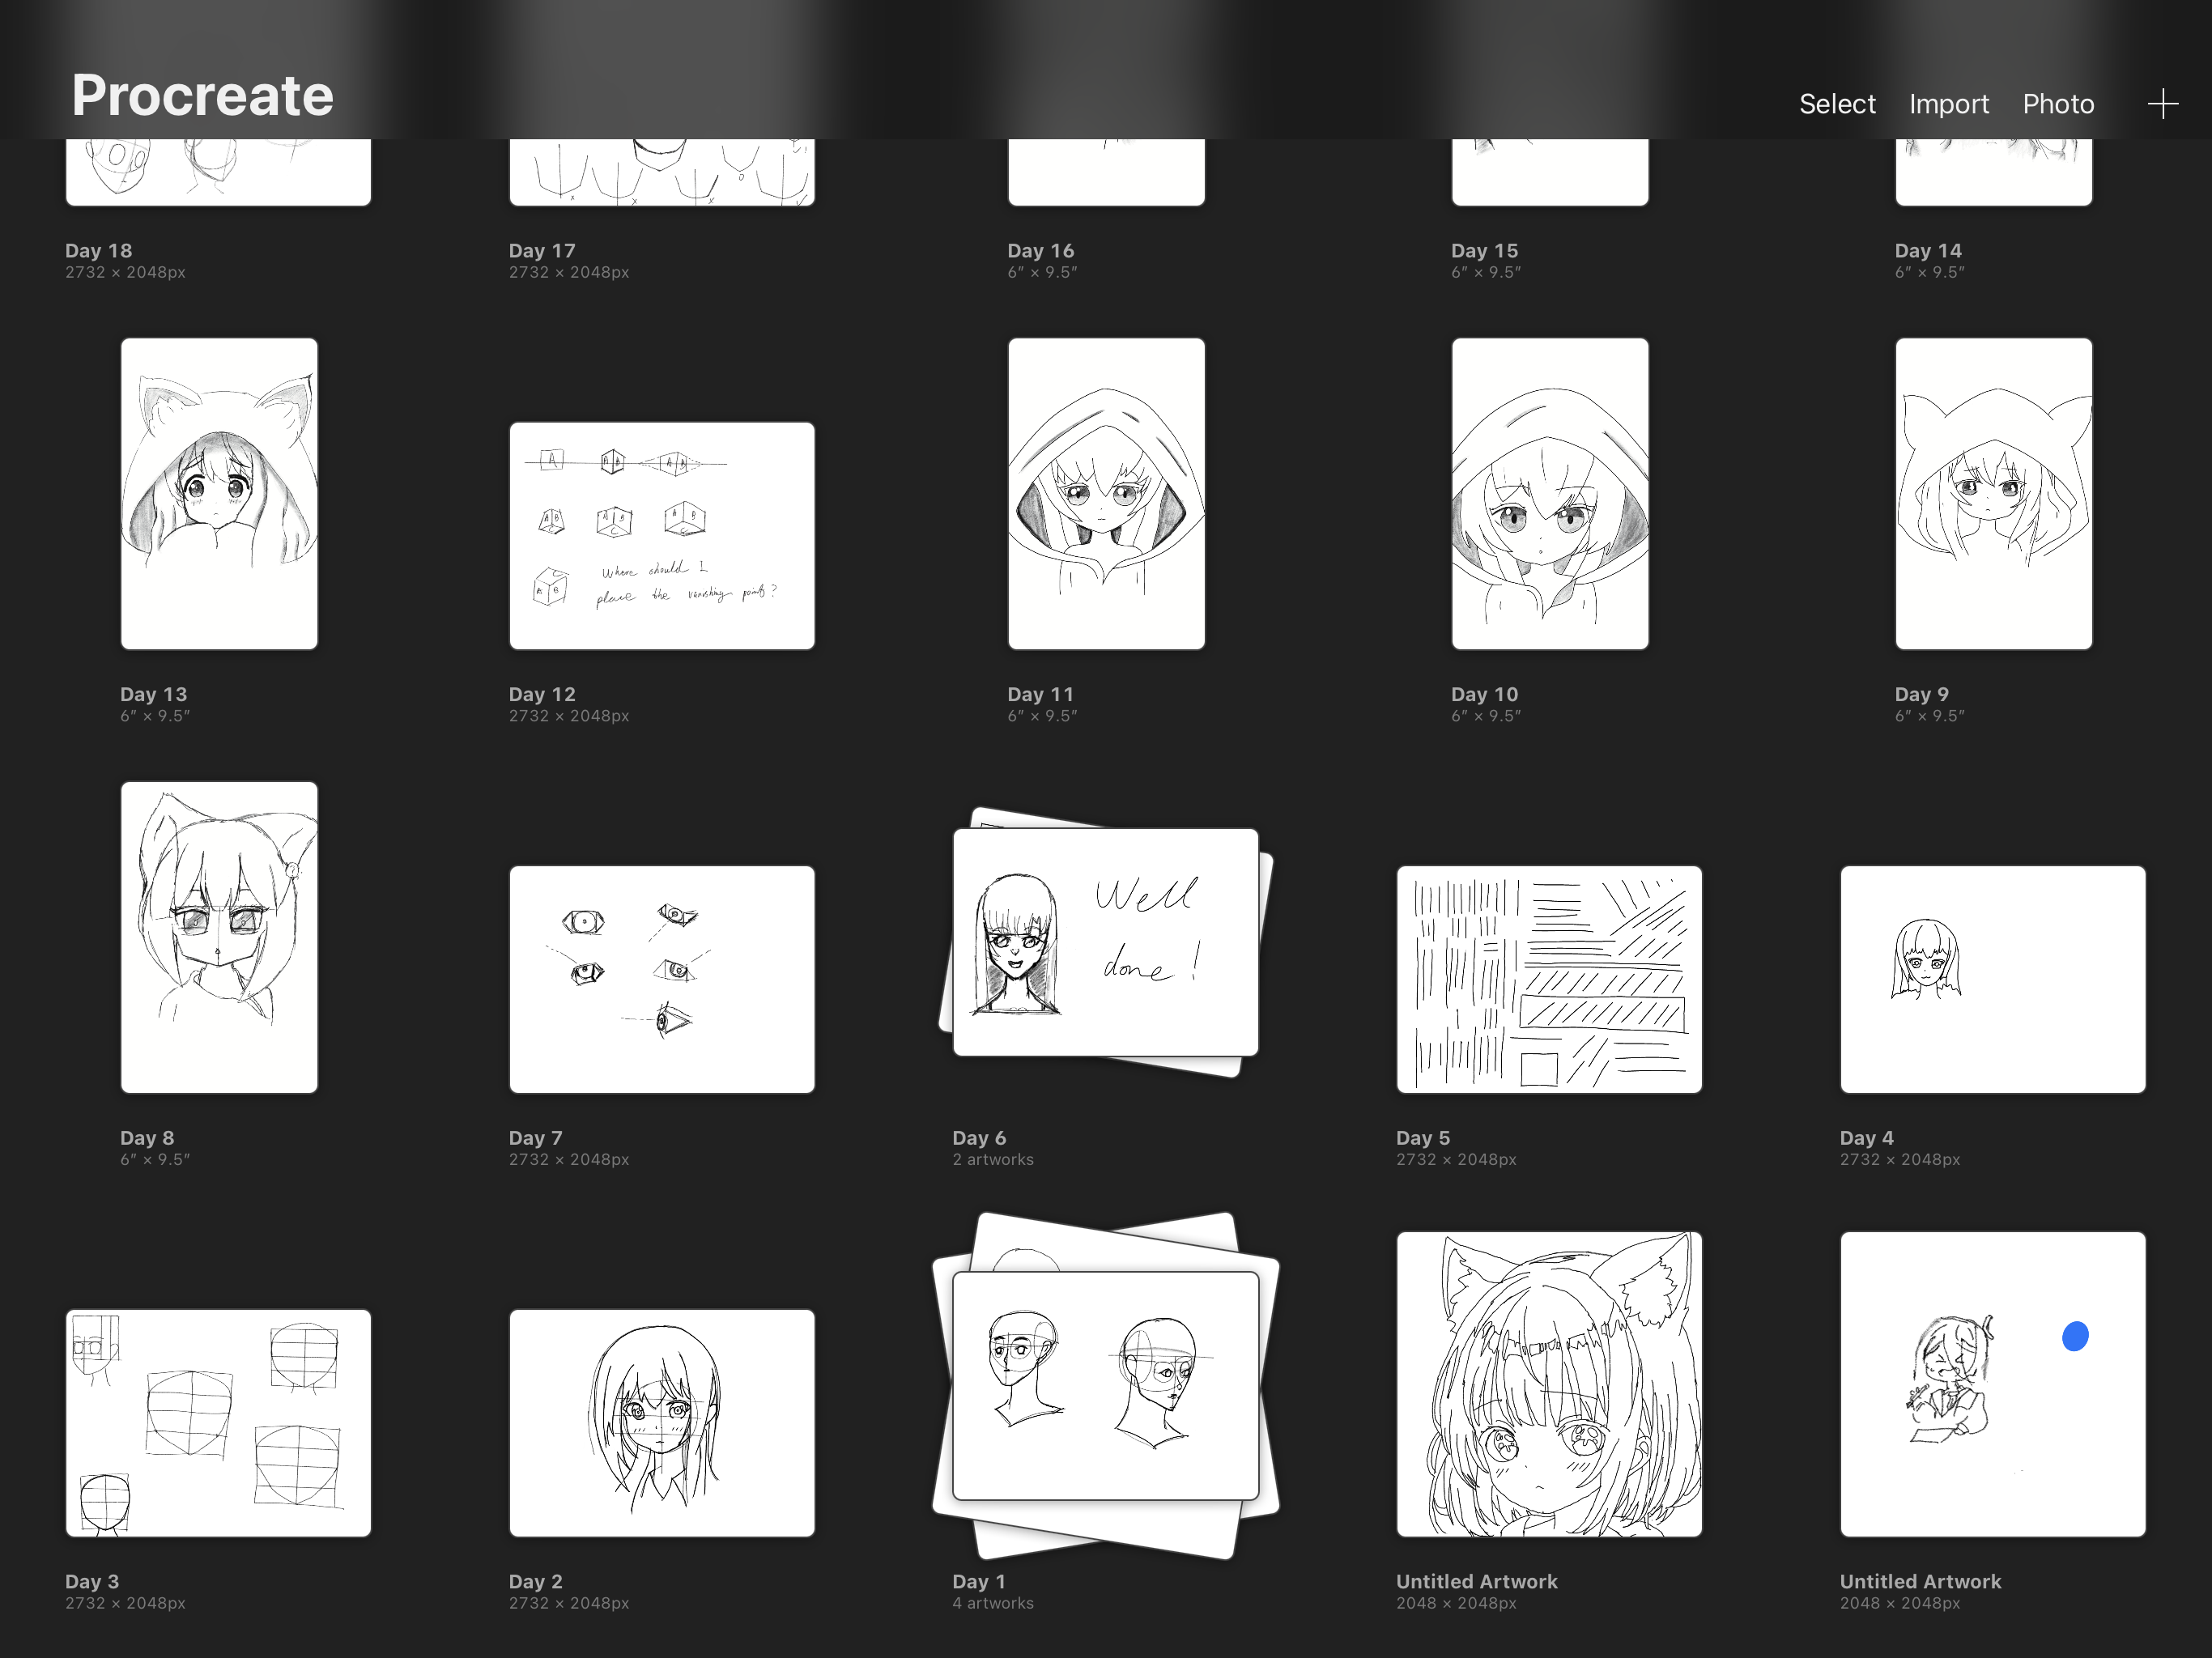 Procreate
Select Import Photo
Day 18
2732 × 2048px
Day 17
2732 × 2048px
Day 16
6” × 9.5”
Day 15
6” × 9.5”
Day 14
6” × 9.5”
A
A B
A B
A B
A B
C
A B
C
A B
Where should I
place the vanishing points?
Day 13
6” × 9.5”
Day 12
2732 × 2048px
Day 11
6” × 9.5”
Day 10
6” × 9.5”
Day 9
6” × 9.5”
Well
done!
Day 8
6” × 9.5”
Day 7
2732 × 2048px
Day 6
2 artworks
Day 5
2732 × 2048px
Day 4
2732 × 2048px
Day 3
2732 × 2048px
Day 2
2732 × 2048px
Day 1
4 artworks
Untitled Artwork
2048 × 2048px
Untitled Artwork
2048 × 2048px